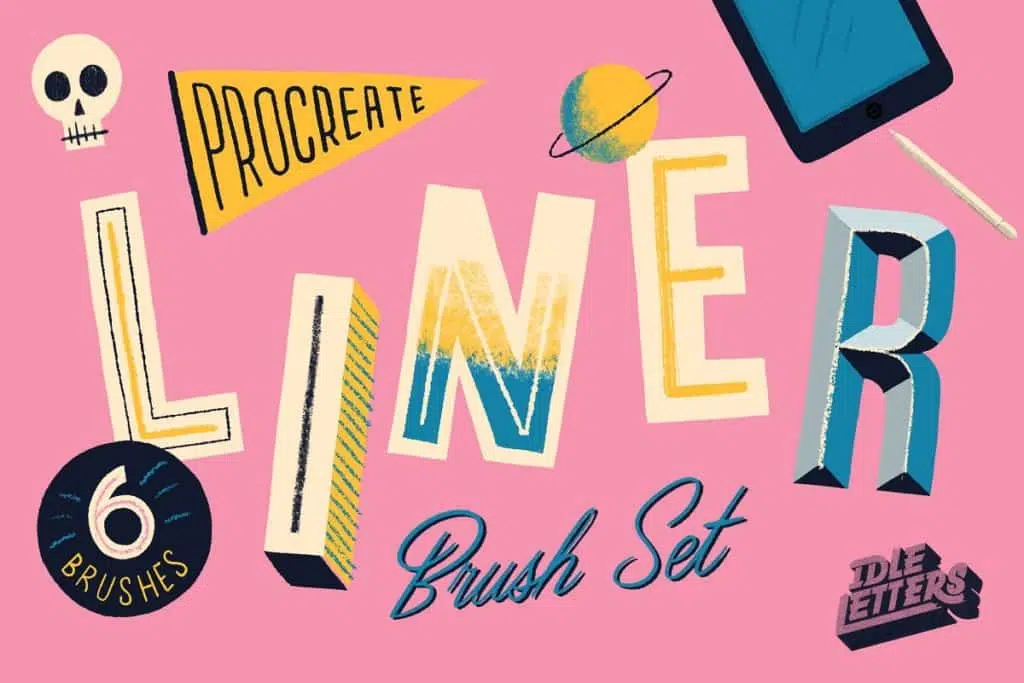 PROCREATE
LINER
6
BRUSHES
Brush Set
IDLE
LETTERS